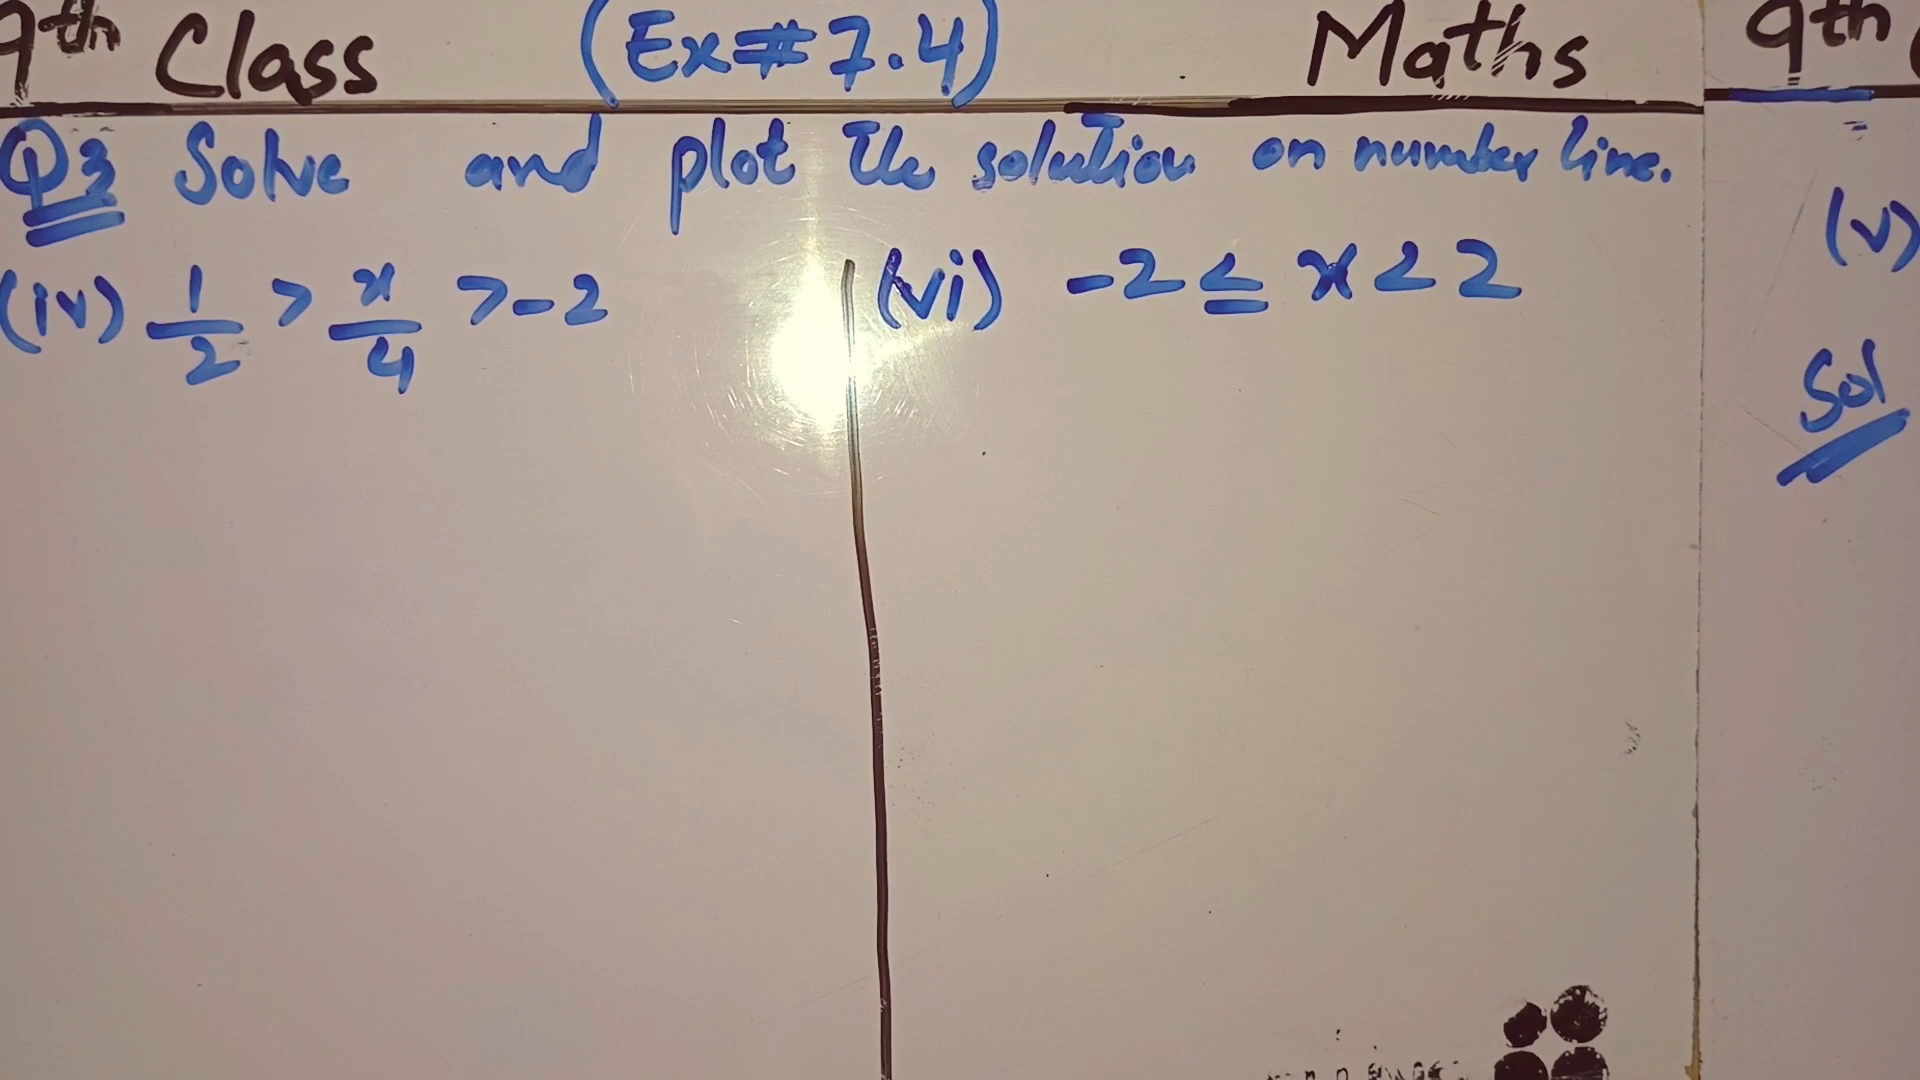 9th Class (Ex#7.4) Maths
Q3 Solve and plot the solution on number line.
(iv) 1/2 > x/4 > -2
(vi) -2 ≤ x < 2
9th
(v)
Sol